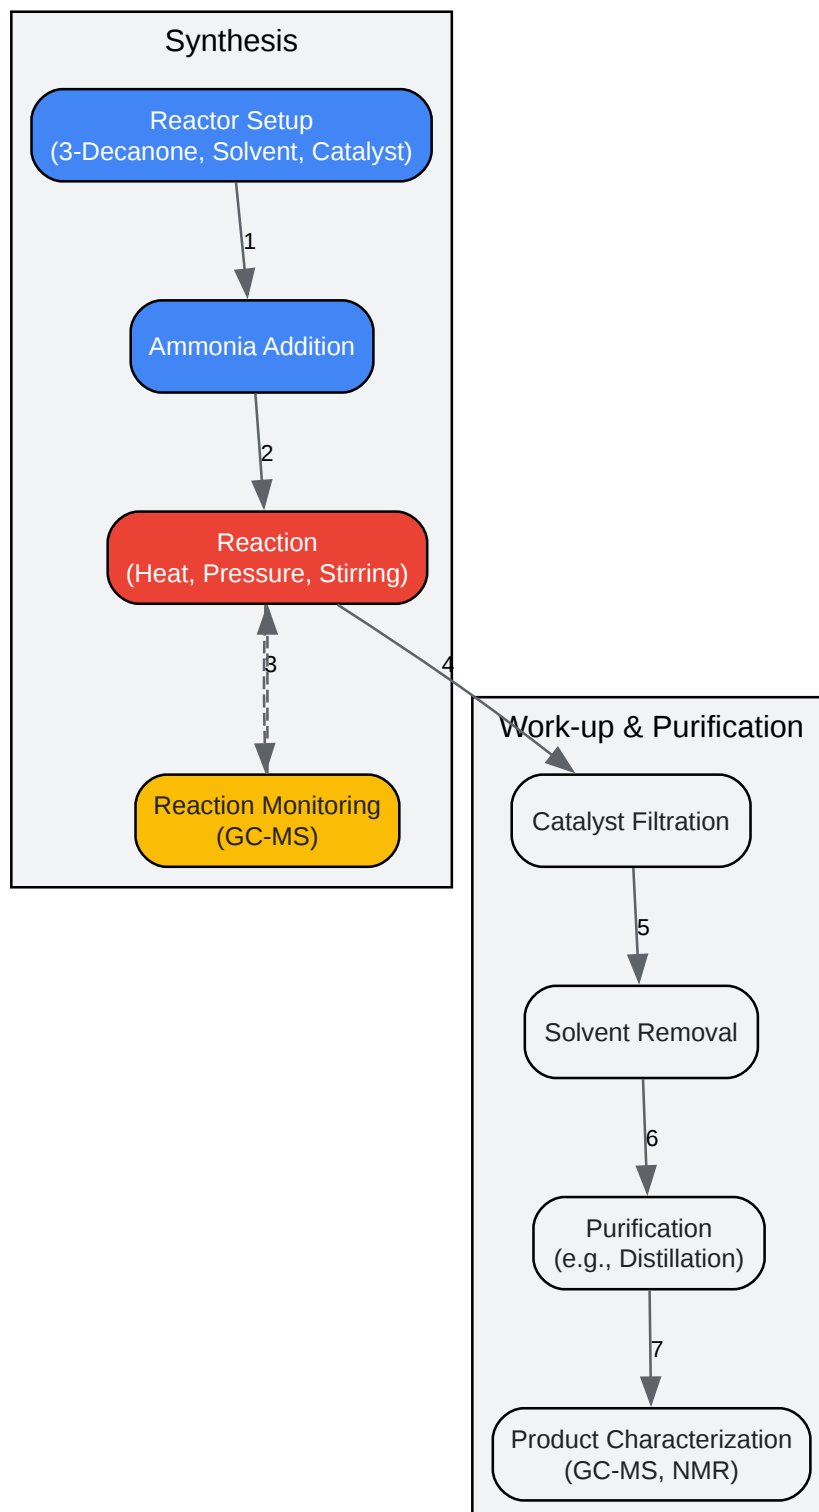 Synthesis
Reactor Setup
(3-Decanone, Solvent, Catalyst)
1
Ammonia Addition
2
Reaction
(Heat, Pressure, Stirring)
3
4
Reaction Monitoring
(GC-MS)
Work-up & Purification
Catalyst Filtration
5
Solvent Removal
6
Purification
(e.g., Distillation)
7
Product Characterization
(GC-MS, NMR)